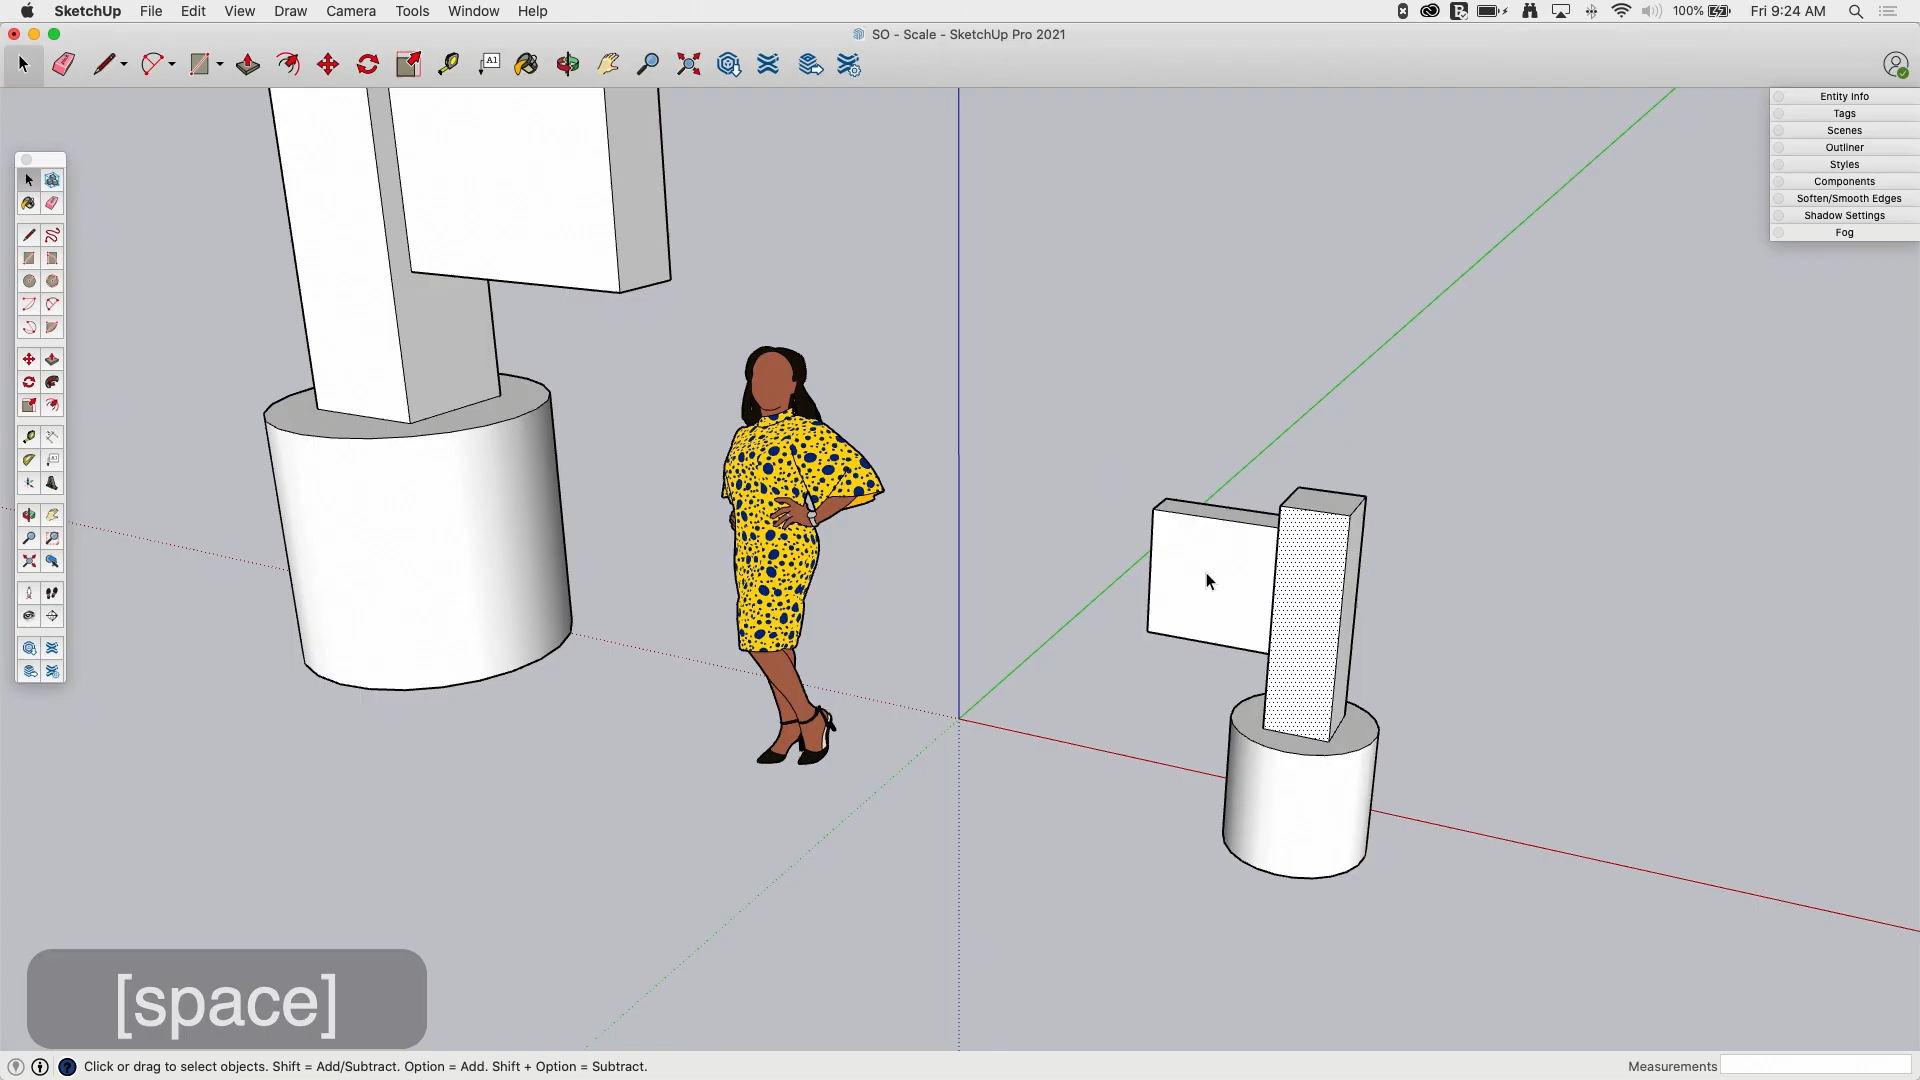 SketchUp File Edit View Draw Camera Tools Window Help
100% Fri 9:24 AM
SO - Scale - SketchUp Pro 2021
A1
Entity Info
Tags
Scenes
Outliner
Styles
Components
Soften/Smooth Edges
Shadow Settings
Fog
[space]
Click or drag to select objects. Shift = Add/Subtract. Option = Add. Shift + Option = Subtract.
Measurements